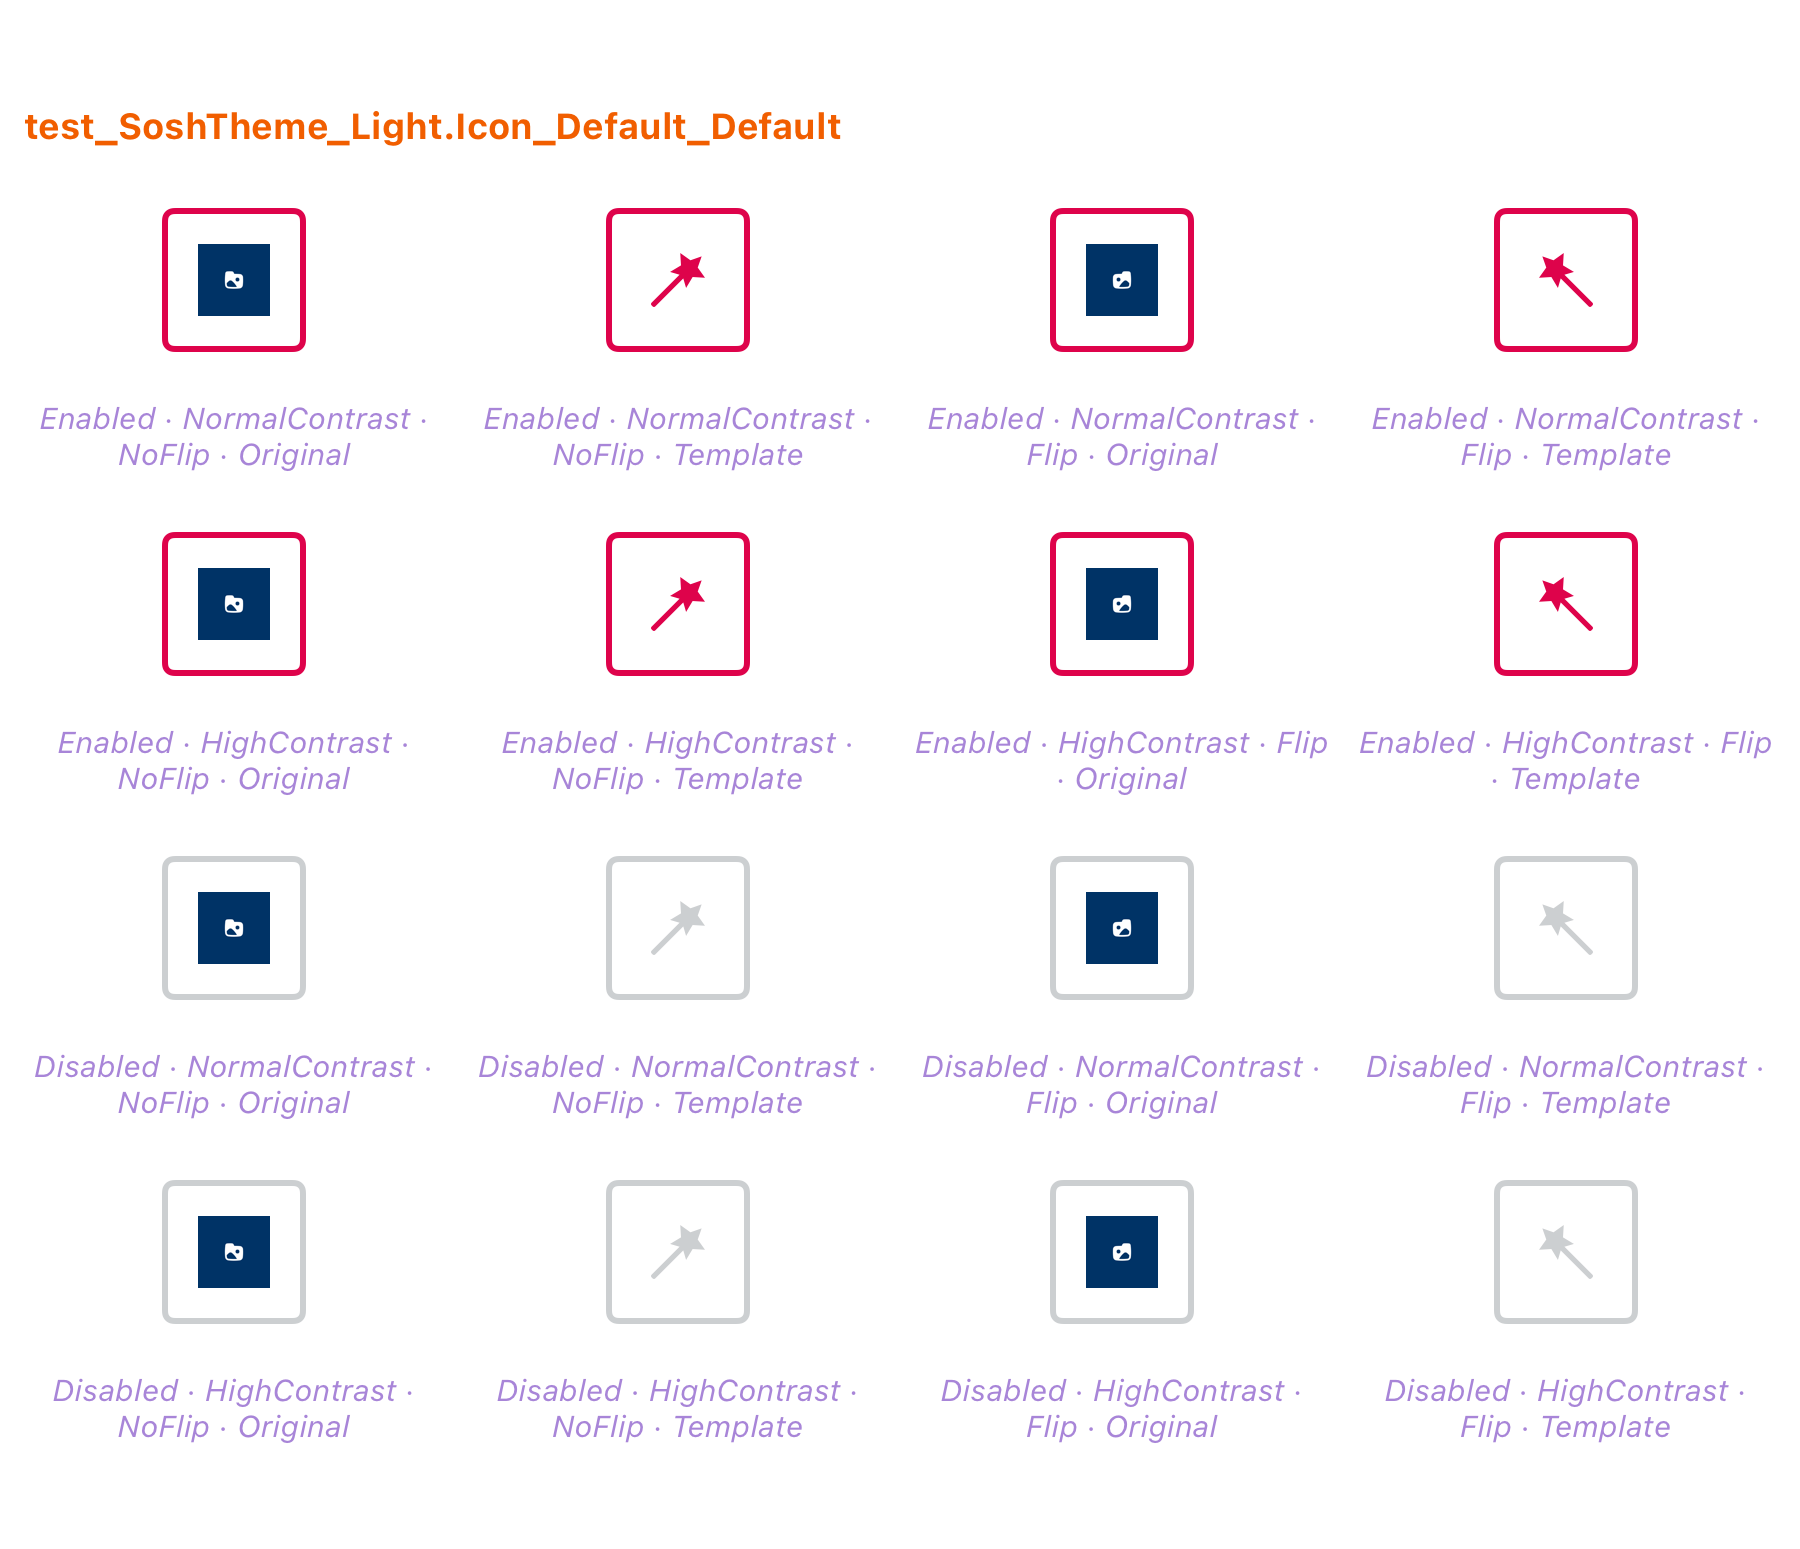 test_SoshTheme_Light.Icon_Default_Default
Enabled · NormalContrast ·
NoFlip · Original
Enabled · NormalContrast ·
NoFlip · Template
Enabled · NormalContrast ·
Flip · Original
Enabled · NormalContrast ·
Flip · Template
Enabled · HighContrast ·
NoFlip · Original
Enabled · HighContrast ·
NoFlip · Template
Enabled · HighContrast · Flip
· Original
Enabled · HighContrast · Flip
· Template
Disabled · NormalContrast ·
NoFlip · Original
Disabled · NormalContrast ·
NoFlip · Template
Disabled · NormalContrast ·
Flip · Original
Disabled · NormalContrast ·
Flip · Template
Disabled · HighContrast ·
NoFlip · Original
Disabled · HighContrast ·
NoFlip · Template
Disabled · HighContrast ·
Flip · Original
Disabled · HighContrast ·
Flip · Template